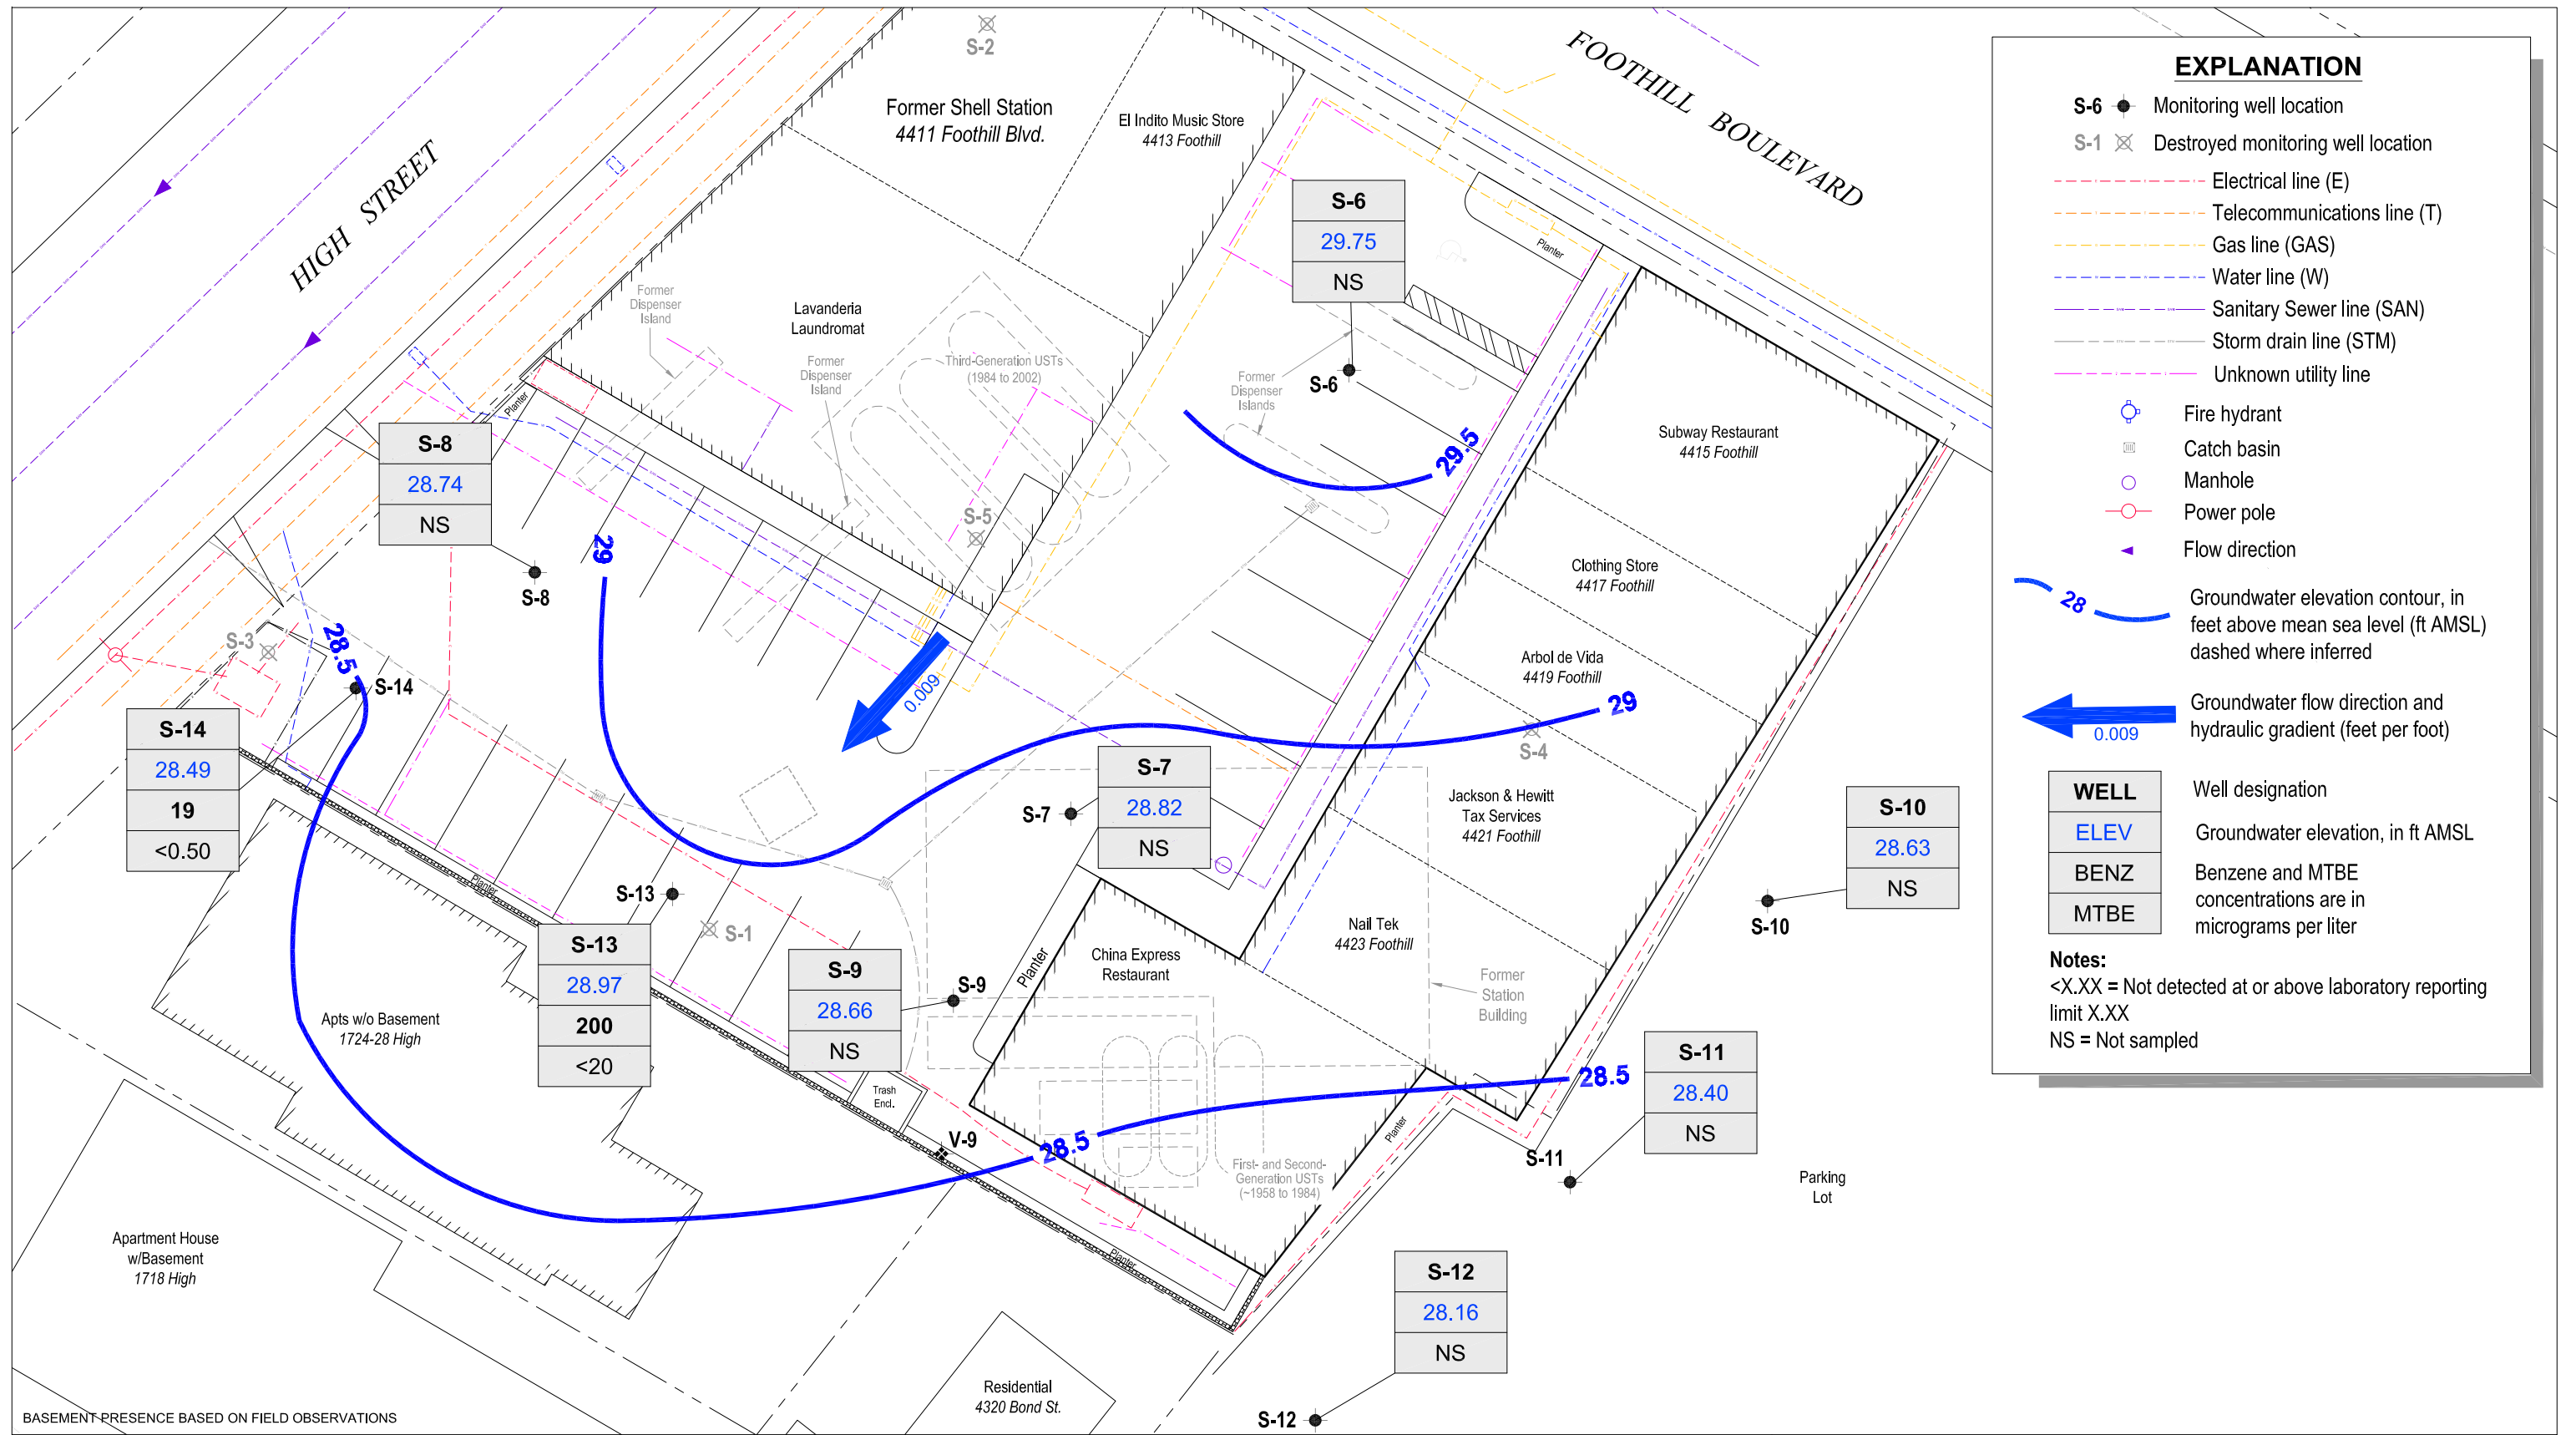 S-2
Former Shell Station
4411 Foothill Blvd.
El Indito Music Store
4413 Foothill
FOOTHILL BOULEVARD
HIGH STREET
S-6
29.75
NS
Planter
Former
Dispenser
Island
Lavanderia
Laundromat
Former
Dispenser
Island
Third-Generation USTs
(1984 to 2002)
Former
Dispenser
Islands
S-6
29.5
Planter
S-8
28.74
NS
S-8
S-5
29
Subway Restaurant
4415 Foothill
Clothing Store
4417 Foothill
Arbol de Vida
4419 Foothill
29
S-4
S-3
28.5
S-14
0.009
S-14
28.49
19
<0.50
S-7
S-7
28.82
NS
Jackson & Hewitt
Tax Services
4421 Foothill
S-10
28.63
NS
S-10
Planter
S-13
S-1
S-13
28.97
200
<20
S-9
28.66
NS
S-9
Planter
China Express
Restaurant
Nail Tek
4423 Foothill
Former
Station
Building
Apts w/o Basement
1724-28 High
Trash
Encl.
V-9
28.5
28.5
S-11
28.40
NS
S-11
Planter
First- and Second-
Generation USTs
(~1958 to 1984)
Parking
Lot
Planter
Apartment House
w/Basement
1718 High
S-12
28.16
NS
S-12
Residential
4320 Bond St.
BASEMENT PRESENCE BASED ON FIELD OBSERVATIONS
EXPLANATION
S-6 Monitoring well location
S-1 Destroyed monitoring well location
Electrical line (E)
Telecommunications line (T)
Gas line (GAS)
Water line (W)
Sanitary Sewer line (SAN)
Storm drain line (STM)
Unknown utility line
Fire hydrant
Catch basin
Manhole
Power pole
Flow direction
28
Groundwater elevation contour, in
feet above mean sea level (ft AMSL)
dashed where inferred
0.009
Groundwater flow direction and
hydraulic gradient (feet per foot)
WELL Well designation
ELEV Groundwater elevation, in ft AMSL
BENZ
MTBE
Benzene and MTBE
concentrations are in
micrograms per liter
Notes:
<X.XX = Not detected at or above laboratory reporting
limit X.XX
NS = Not sampled